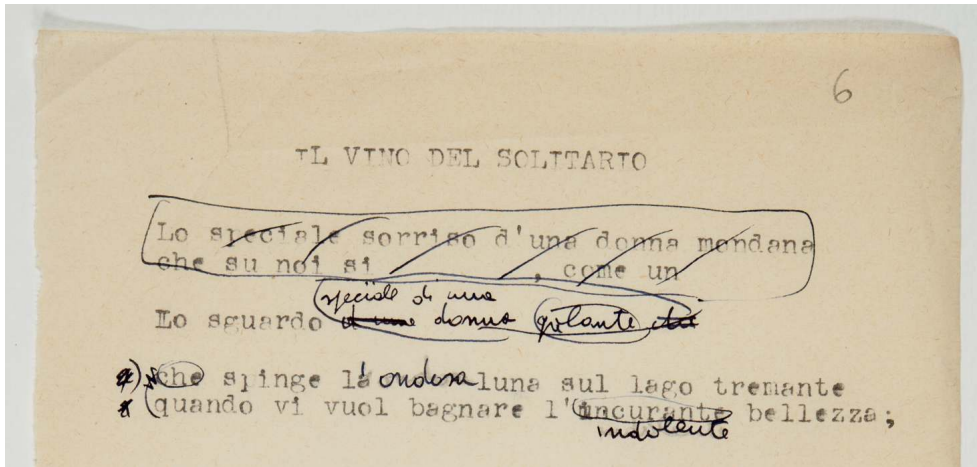 6
IL VINO DEL SOLITARIO
Lo speciale sorriso d'una donna mondana
che su noi si , come un
speciale di una
Lo sguardo d'una donna galante che
*) che spinge l'ondosa luna sul lago tremante
* quando vi vuol bagnare l'incurante bellezza;
indolente